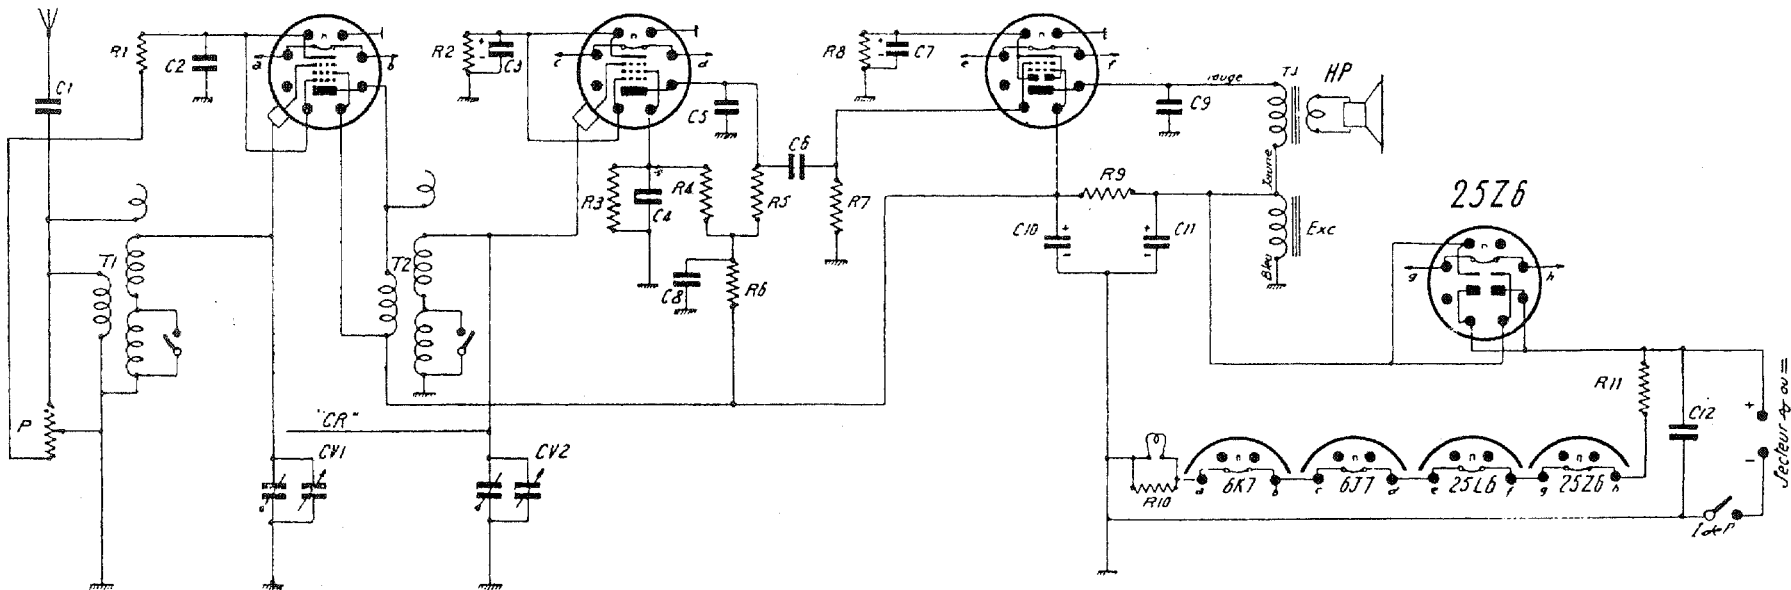 R1
C2
a
n
b
R2
+
-
C3
c
n
d
R8
+
-
C7
e
n
f
rouge
TS
HP
C1
C5
C9
C6
Jaune
R3
C4
R4
R5
R7
R9
25Z6
C10
+
-
+
-
C11
Exc
Bleu
g
n
h
T1
T2
C8
R6
P
"CR"
CV1
CV2
R11
C12
+
-
Secteur ou =
R10
a
n
b
c
n
d
e
n
f
g
n
h
6K7
6J7
25L6
25Z6
I de P